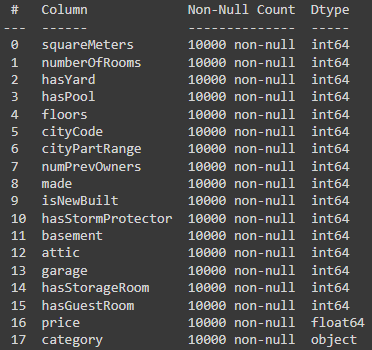 #   Column             Non-Null Count  Dtype
---  ------             --------------  -----
0   squareMeters       10000 non-null  int64
1   numberOfRooms      10000 non-null  int64
2   hasYard            10000 non-null  int64
3   hasPool            10000 non-null  int64
4   floors             10000 non-null  int64
5   cityCode           10000 non-null  int64
6   cityPartRange      10000 non-null  int64
7   numPrevOwners      10000 non-null  int64
8   made               10000 non-null  int64
9   isNewBuilt         10000 non-null  int64
10  hasStormProtector  10000 non-null  int64
11  basement           10000 non-null  int64
12  attic              10000 non-null  int64
13  garage             10000 non-null  int64
14  hasStorageRoom     10000 non-null  int64
15  hasGuestRoom       10000 non-null  int64
16  price              10000 non-null  float64
17  category           10000 non-null  object